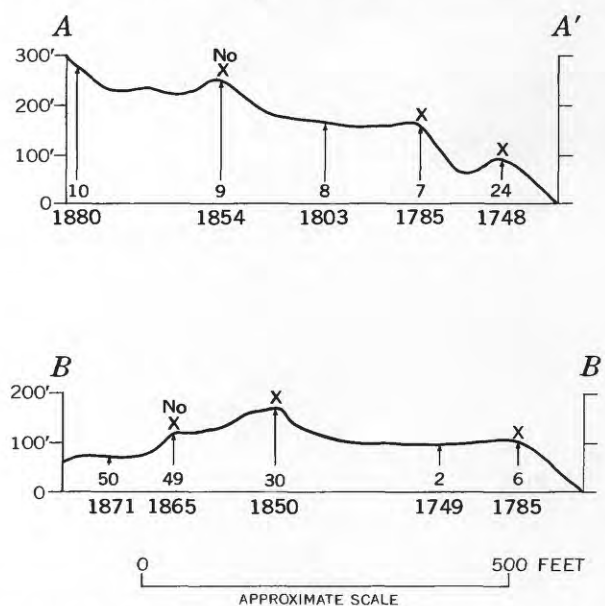 A A'
No
X
300'
200'
X
100'
X
10 9 8 7 24
0
1880 1854 1803 1785 1748
B B
200'
X
No
X
X
100'
50 49 30 2 6
0
1871 1865 1850 1749 1785
0 500 FEET
APPROXIMATE SCALE